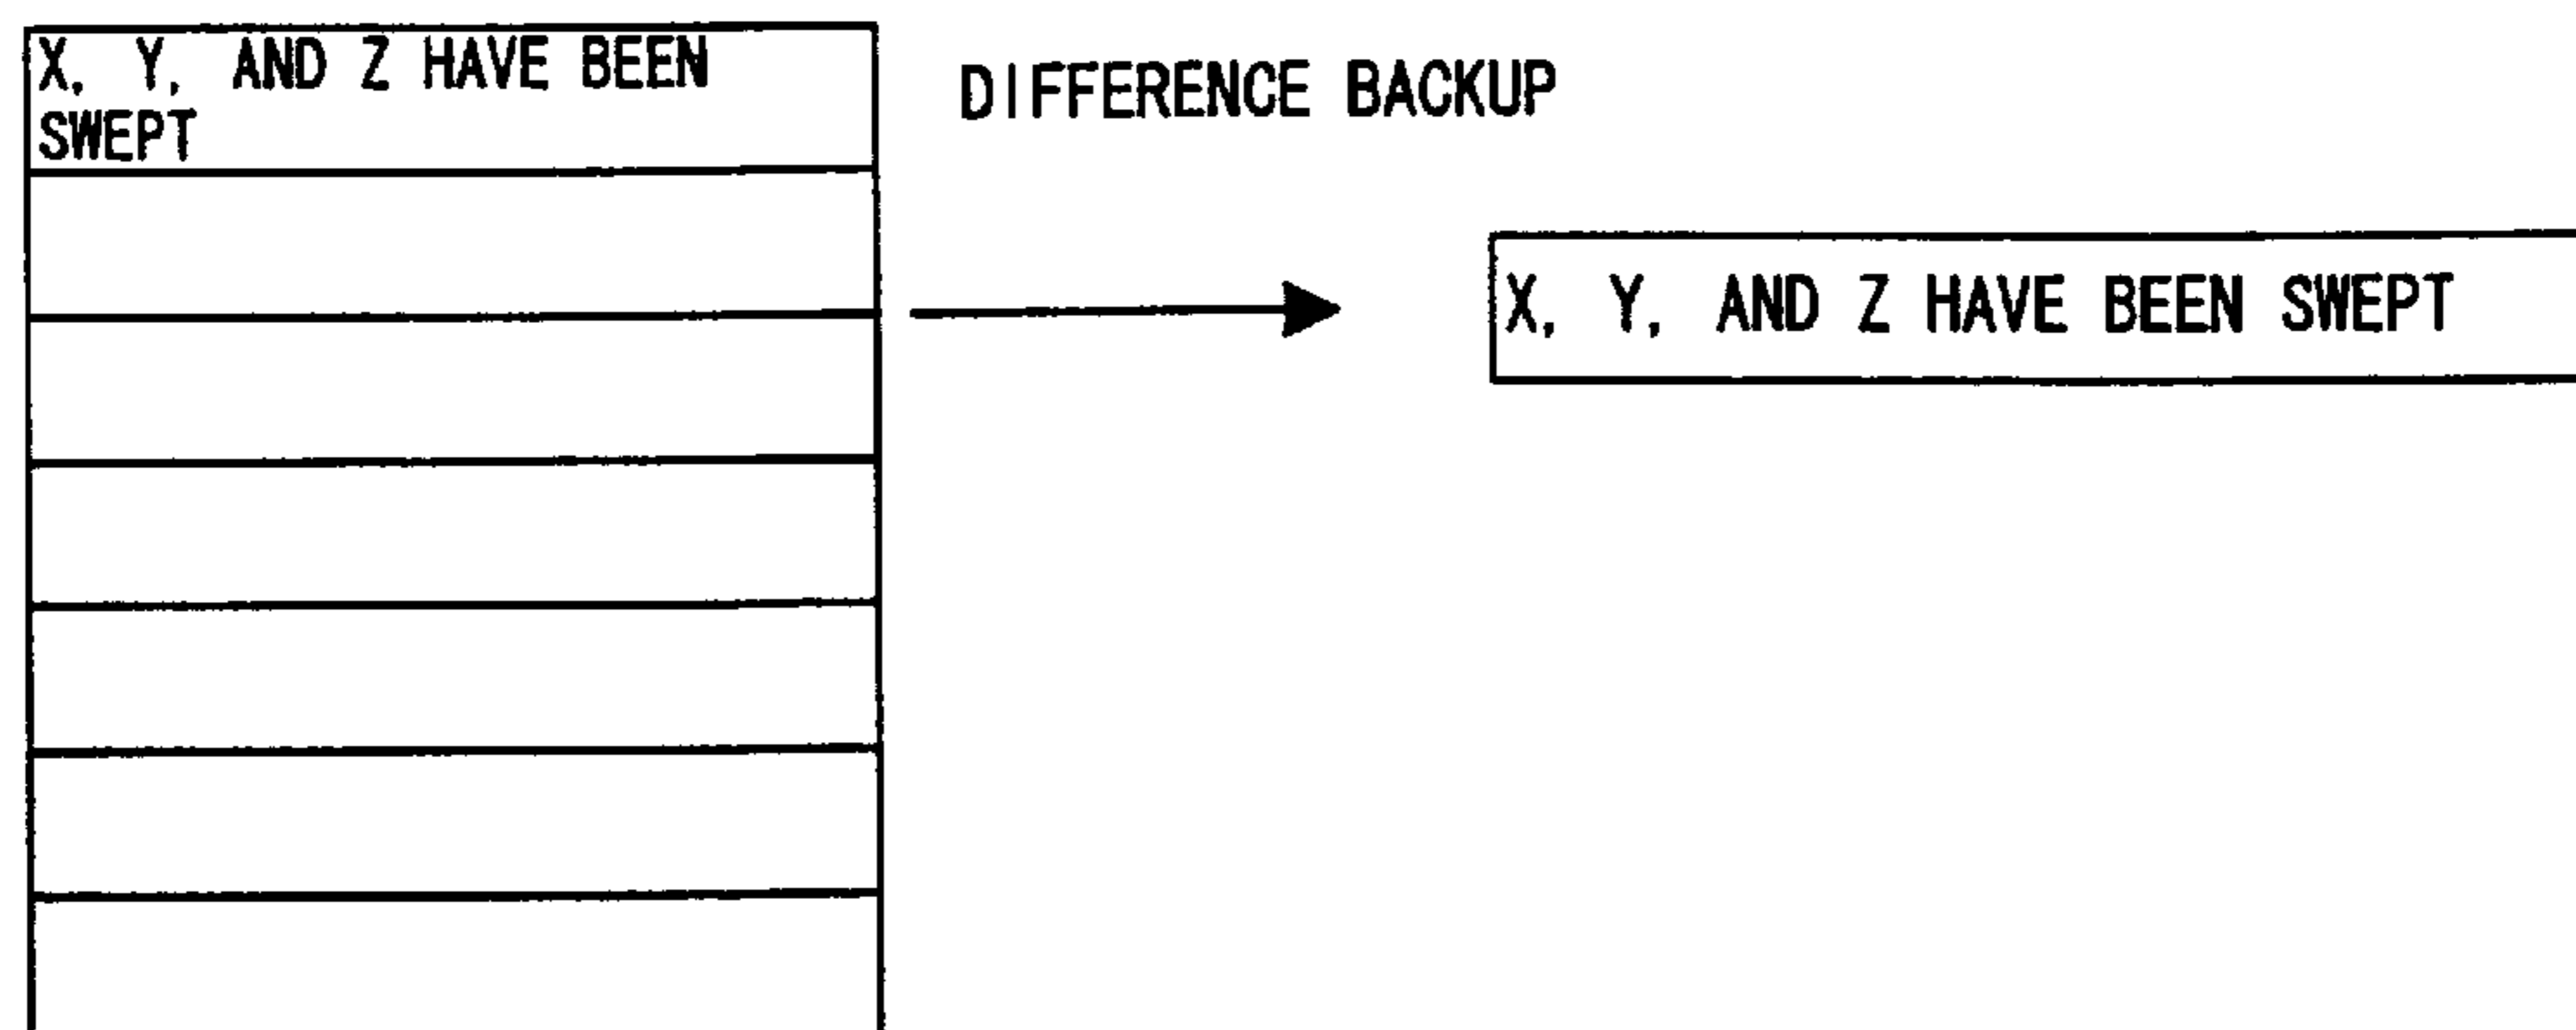 X, Y, AND Z HAVE BEEN
SWEPT
DIFFERENCE BACKUP
X, Y, AND Z HAVE BEEN SWEPT